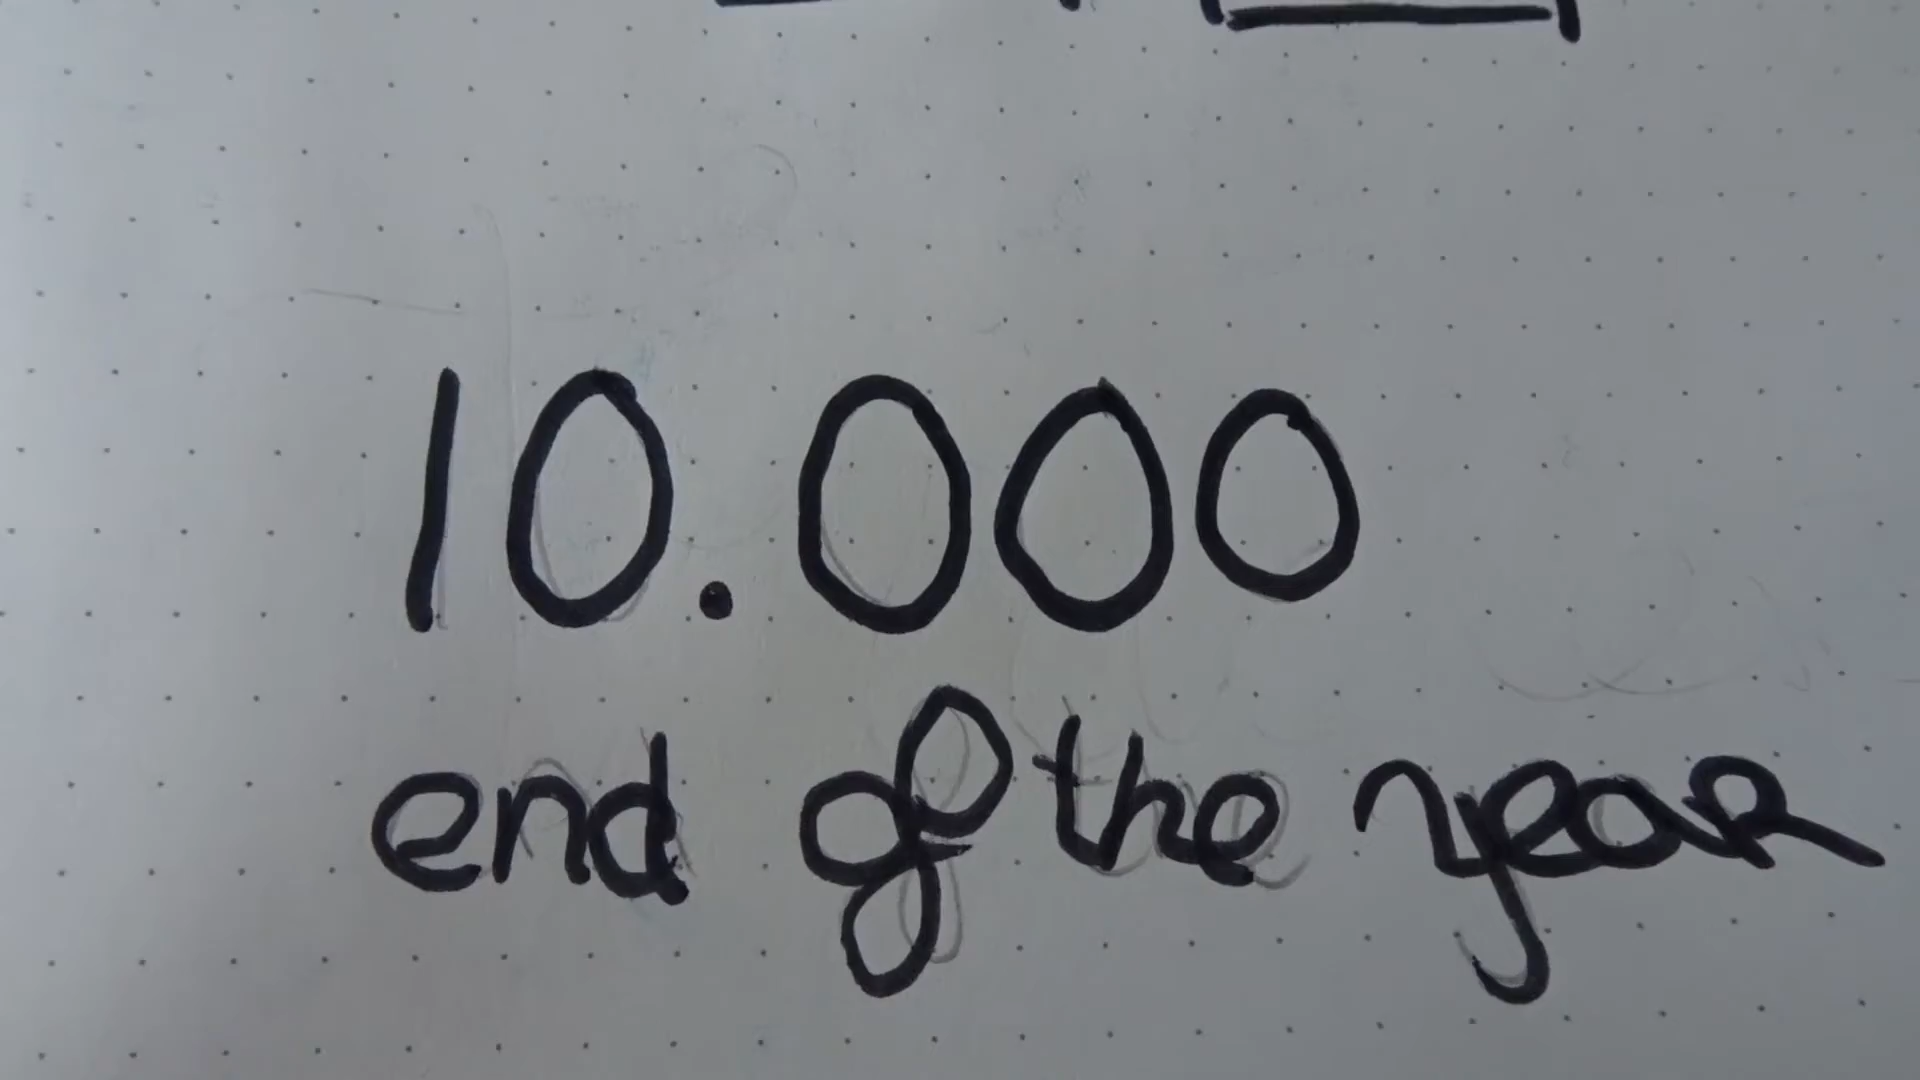 10.000
end of the year